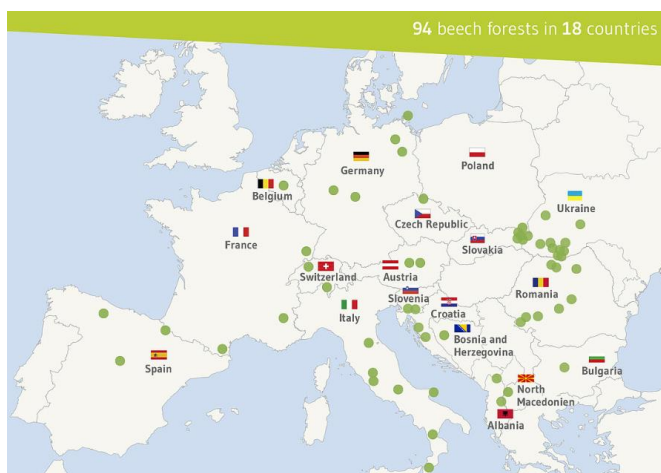 94 beech forests in 18 countries
Germany
Poland
Belgium
Ukraine
Czech Republic
France
Slovakia
Switzerland
Austria
Slovenia
Romania
Croatia
Italy
Bosnia and
Herzegovina
Spain
Bulgaria
North
Macedonien
Albania